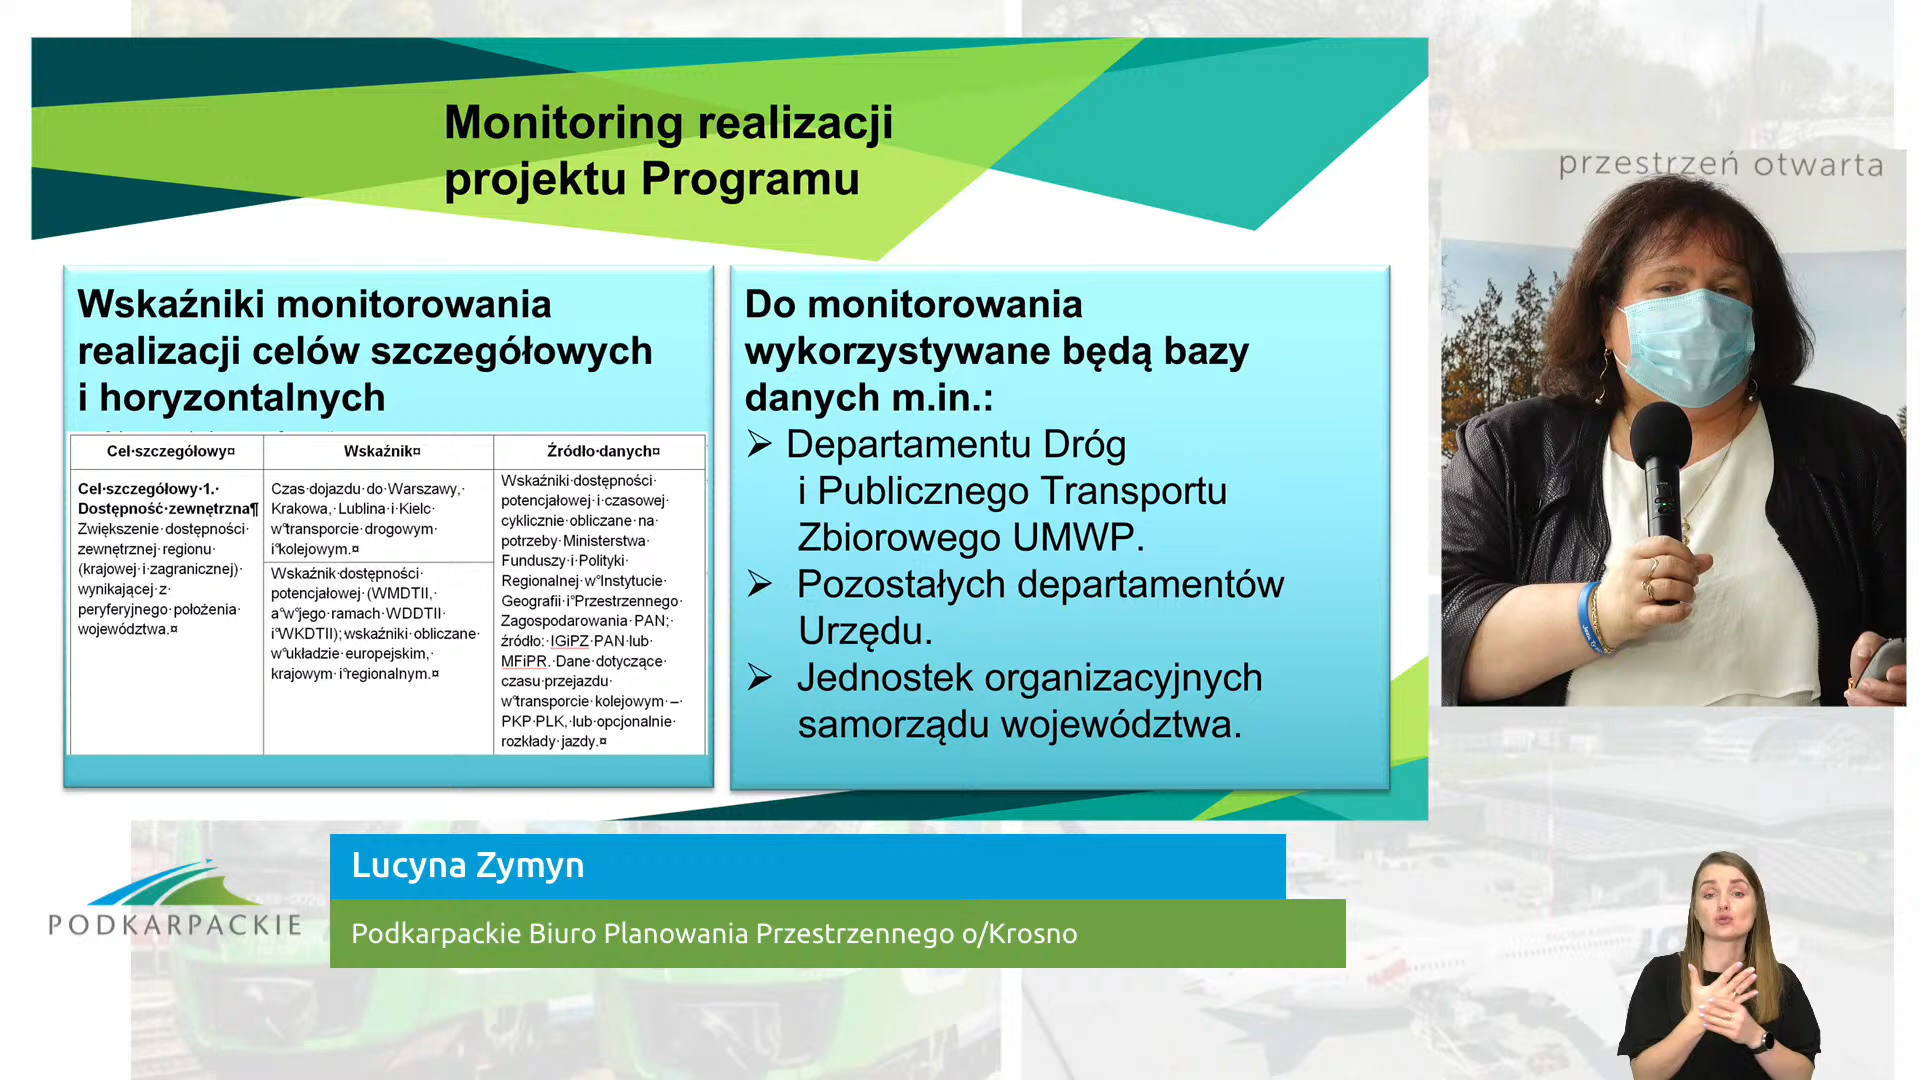 Monitoring realizacji
projektu Programu
przestrzeń otwarta
Wskaźniki monitorowania
realizacji celów szczegółowych
i horyzontalnych
Cel·szczegółowy¤
Wskaźnik¤
Źródło·danych¤
Cel·szczegółowy·1.·
Dostępność·zewnętrzna¶
Zwiększenie·dostępności·
zewnętrznej·regionu·
(krajowej·i·zagranicznej)·
wynikającej·z·
peryferyjnego·położenia·
województwa.¤
Czas·dojazdu·do·Warszawy,·
Krakowa,·Lublina·i·Kielc·
w°transporcie·drogowym·
i°kolejowym.¤
Wskaźnik·dostępności·
potencjałowej·(WMDTII,·
a°w°jego·ramach·WDDTII·
i°WKDTII);·wskaźniki·obliczane·
w°układzie·europejskim,·
krajowym·i°regionalnym.¤
Wskaźniki·dostępności·
potencjałowej·i·czasowej·
cyklicznie·obliczane·na·
potrzeby·Ministerstwa·
Funduszy·i·Polityki·
Regionalnej·w°Instytucie·
Geografii·i°Przestrzennego·
Zagospodarowania·PAN;·
źródło:·IGiPZ·PAN·lub·
MFiPR.·Dane·dotyczące·
czasu·przejazdu·
w°transporcie·kolejowym·–·
PKP·PLK,·lub·opcjonalnie·
rozkłady·jazdy.¤
Do monitorowania
wykorzystywane będą bazy
danych m.in.:
➢ Departamentu Dróg
i Publicznego Transportu
Zbiorowego UMWP.
➢ Pozostałych departamentów
Urzędu.
➢ Jednostek organizacyjnych
samorządu województwa.
Lucyna Zymyn
Podkarpackie Biuro Planowania Przestrzennego o/Krosno
PODKARPACKIE